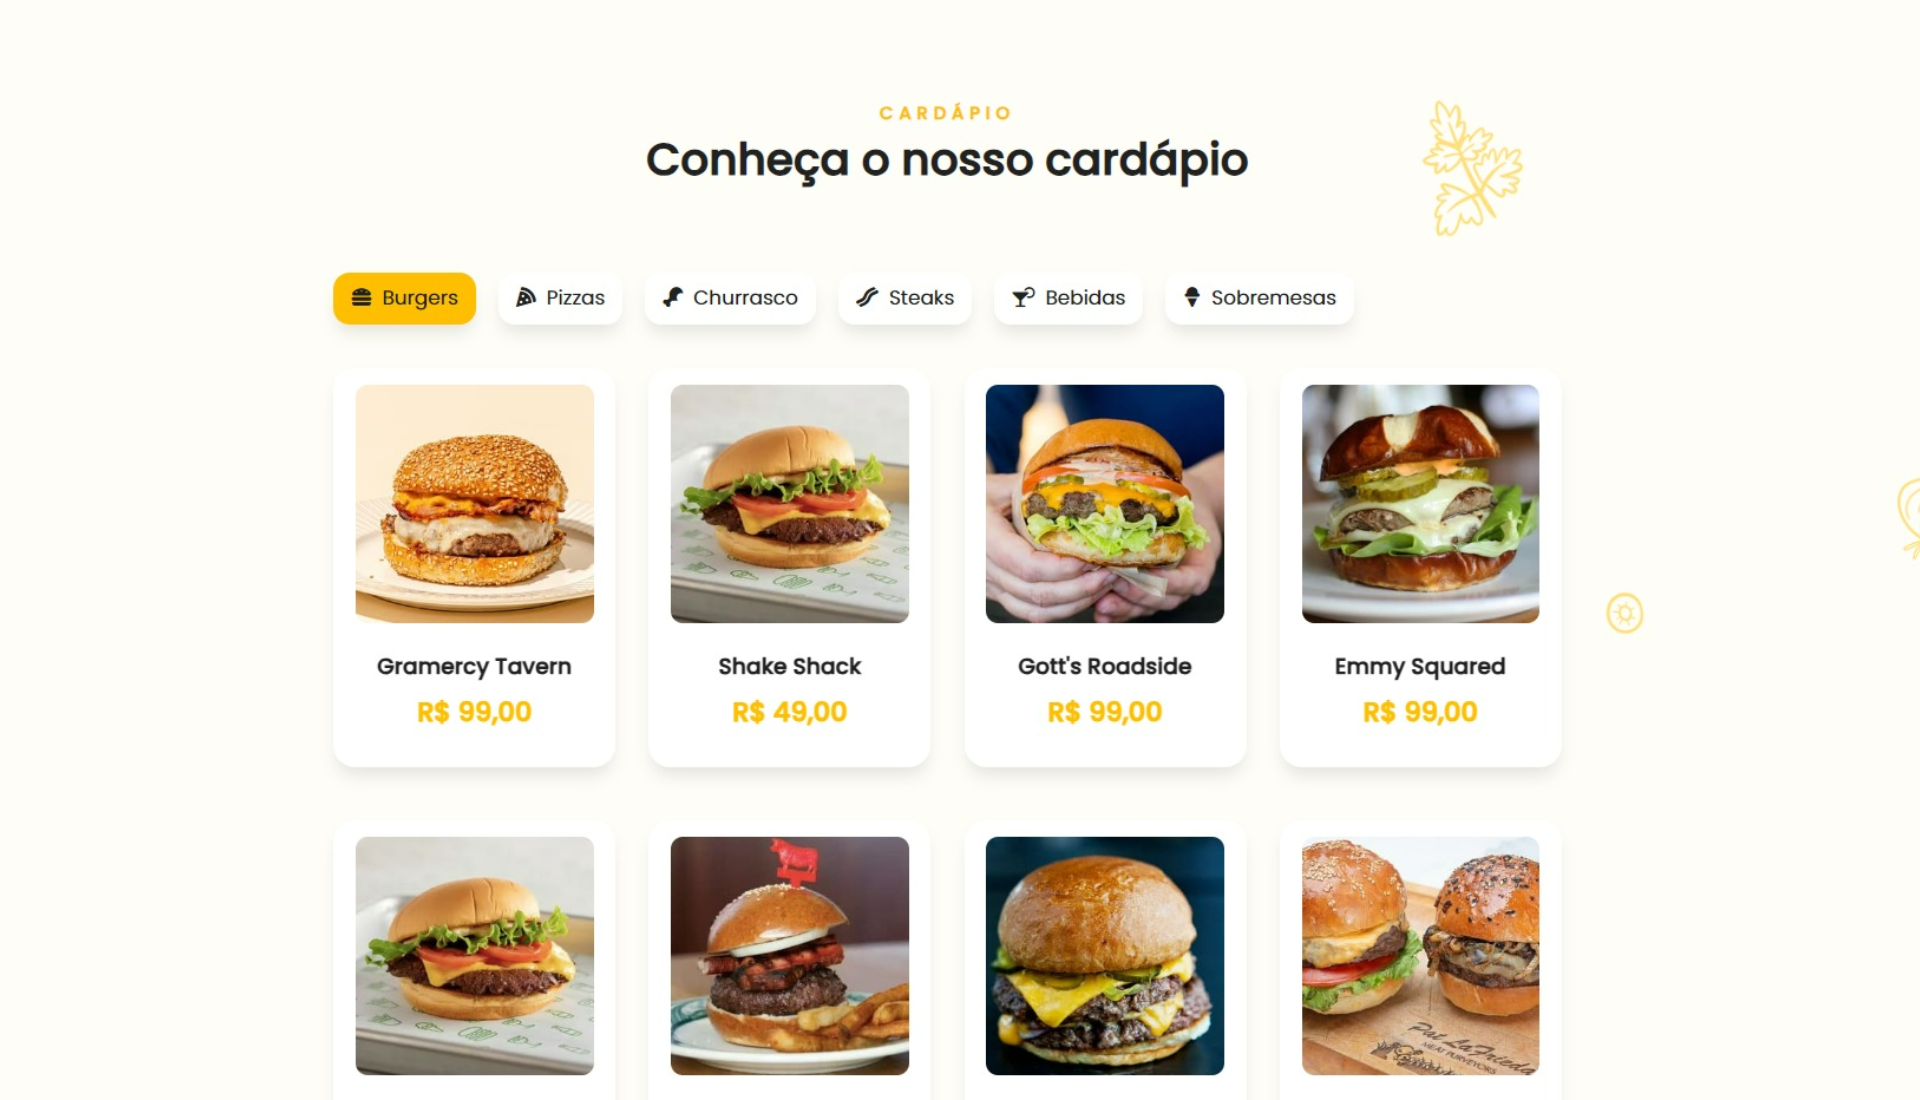 CARDÁPIO
Conheça o nosso cardápio
Burgers
Pizzas
Churrasco
Steaks
Bebidas
Sobremesas
Gramercy Tavern
R$ 99,00
Shake Shack
R$ 49,00
Gott's Roadside
R$ 99,00
Emmy Squared
R$ 99,00
Pat LaFrieda
MEAT PURVEYORS